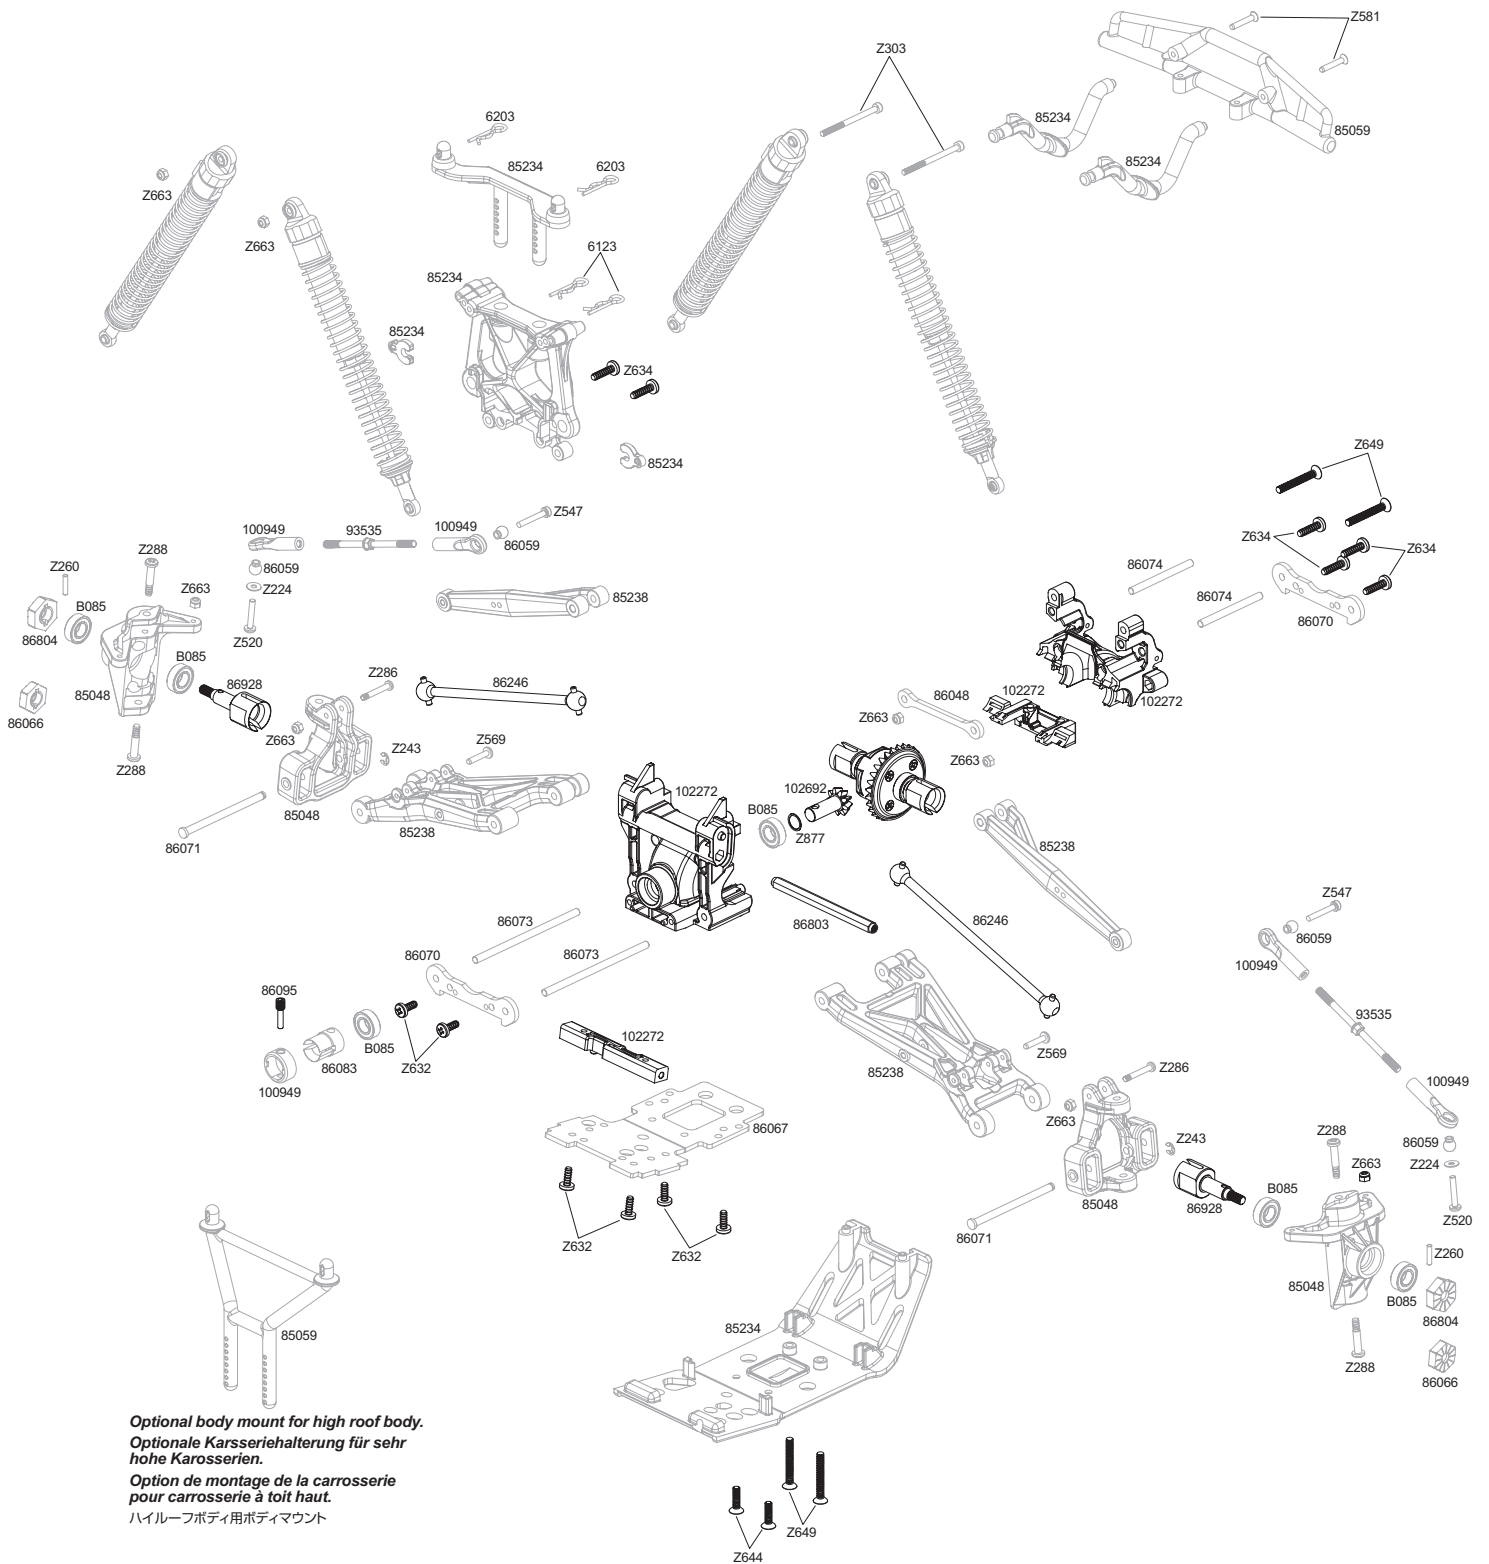 Z581
Z303
6203
85234
85059
85234
6203
85234
Z663
Z663
6123
85234
85234
Z634
85234
Z649
Z547
100949
93535
100949
86059
Z288
Z634
Z634
Z260
86059
Z663
Z224
86074
B085
85238
86074
86804
Z520
86070
B085
Z286
86246
85048
86928
86048
102272
102272
86066
Z663
Z663
Z243
Z569
Z288
Z663
102692
102272
B085
85048
85238
Z877
86071
85238
Z547
86073
86803
86246
86059
86070
86073
100949
86095
93535
102272
B085
Z632
86083
Z569
85238
Z286
100949
100949
86067
Z663
Z288
86059
Z243
Z663
Z224
B085
85048
86928
Z520
86071
Z632
Z632
Z260
85048
B085
86804
85234
85059
Z288
86066
Optional body mount for high roof body.
Optionale Karsseriehalterung für sehr
hohe Karosserien.
Option de montage de la carrosserie
pour carrosserie à toit haut.
ハイルーフボディ用ボディマウント
Z649
Z644